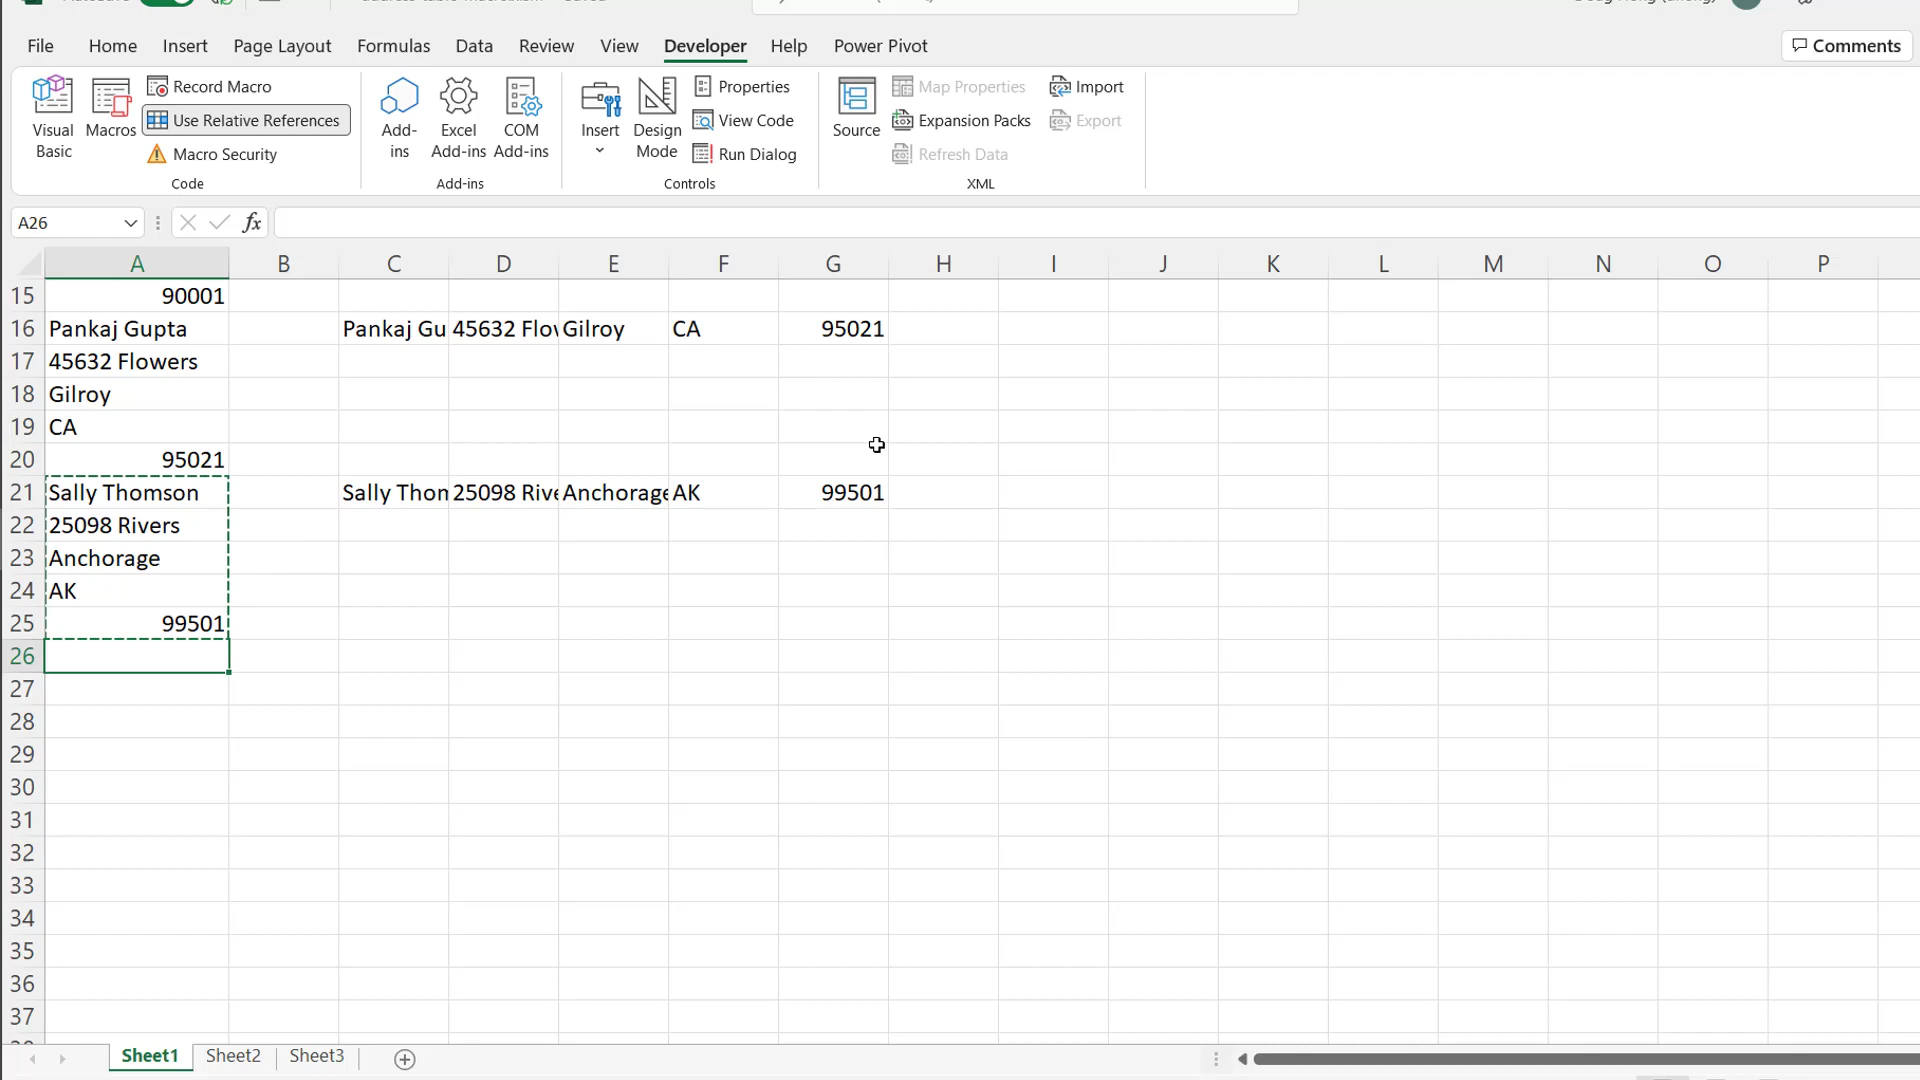 File Home Insert Page Layout Formulas Data Review View Developer Help Power Pivot Comments
Visual Basic
Macros
Record Macro
Use Relative References
Macro Security
Code
Add-ins
Excel Add-ins
COM Add-ins
Add-ins
Insert
Design Mode
Properties
View Code
Run Dialog
Controls
Source
Map Properties
Expansion Packs
Refresh Data
Import
Export
XML
A26 fx
A B C D E F G H I J K L M N O P
15 90001
16 Pankaj Gupta Pankaj Gu 45632 Flov Gilroy CA 95021
17 45632 Flowers
18 Gilroy
19 CA
20 95021
21 Sally Thomson Sally Thon 25098 Rive Anchorage AK 99501
22 25098 Rivers
23 Anchorage
24 AK
25 99501
26
27
28
29
30
31
32
33
34
35
36
37
Sheet1 Sheet2 Sheet3